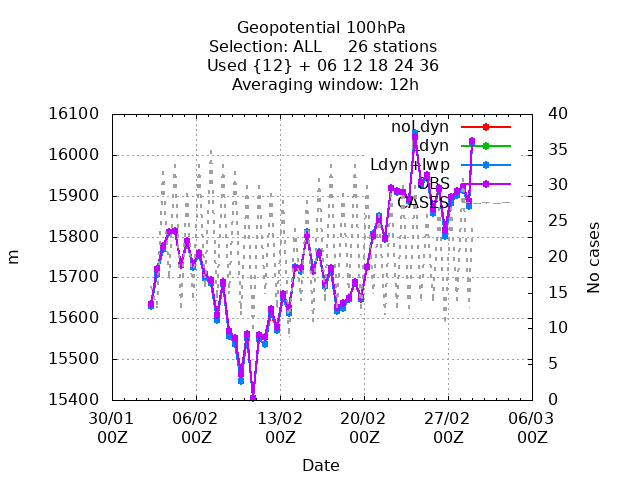 Geopotential 100hPa
Selection: ALL 26 stations
Used {12} + 06 12 18 24 36
Averaging window: 12h
16100
16000
15900
15800
15700
15600
15500
15400
m
40
35
30
25
20
15
10
5
0
No cases
noLdyn
Ldyn
Ldyn+lwp
OBS
CASES
30/01 06/02 13/02 20/02 27/02 06/03
00Z 00Z 00Z 00Z 00Z 00Z
Date